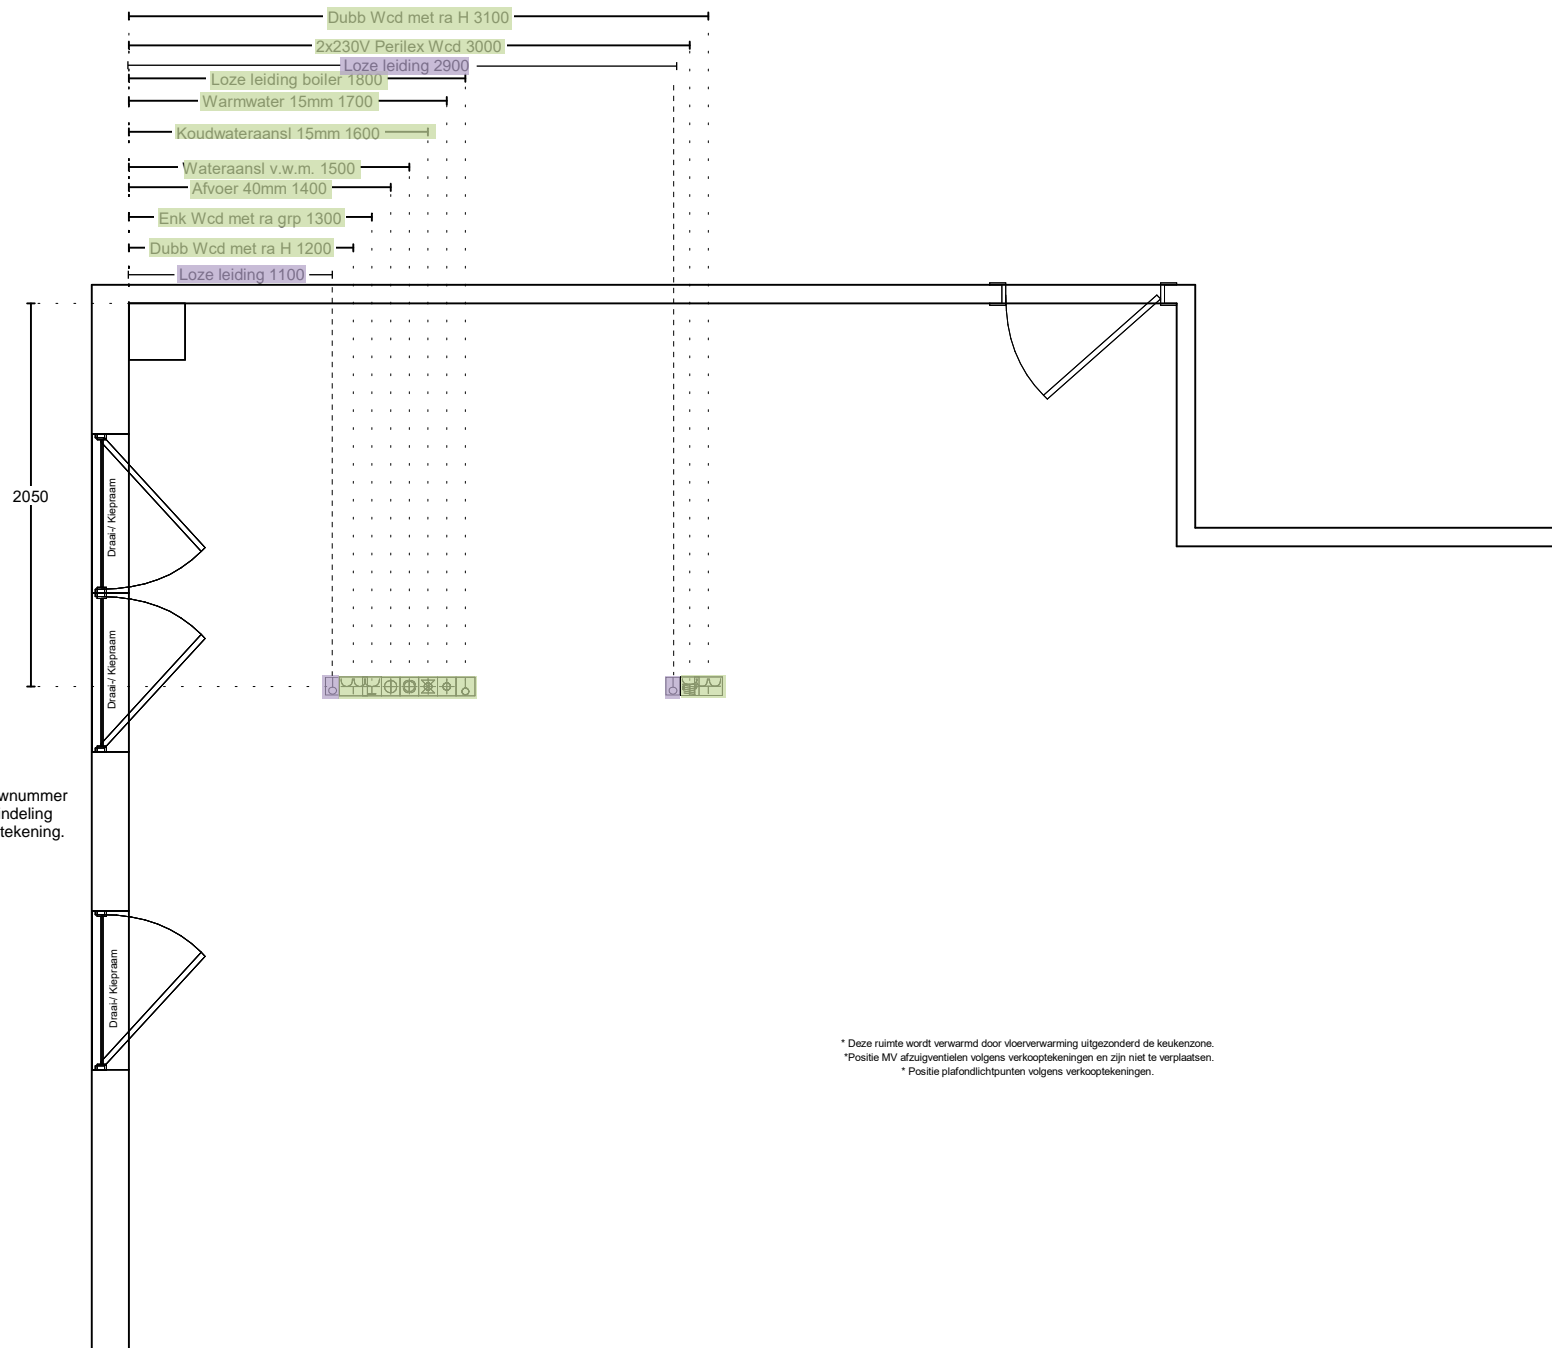 Dubb Wcd met ra H 3100
2x230V Perilex Wcd 3000
Loze leiding 2900
Loze leiding boiler 1800
Warmwater 15mm 1700
Koudwateraansl 15mm 1600
Wateraansl v.w.m. 1500
Afvoer 40mm 1400
Enk Wcd met ra grp 1300
Dubb Wcd met ra H 1200
Loze leiding 1100
2050
Draai-/ Kiepraam
Draai-/ Kiepraam
wnummer
ndeling
tekening.
Draai-/ Kiepraam
* Deze ruimte wordt verwarmd door vloerverwarming uitgezonderd de keukenzone.
*Positie MV afzuigventielen volgens verkooptekeningen en zijn niet te verplaatsen.
* Positie plafondlichtpunten volgens verkooptekeningen.